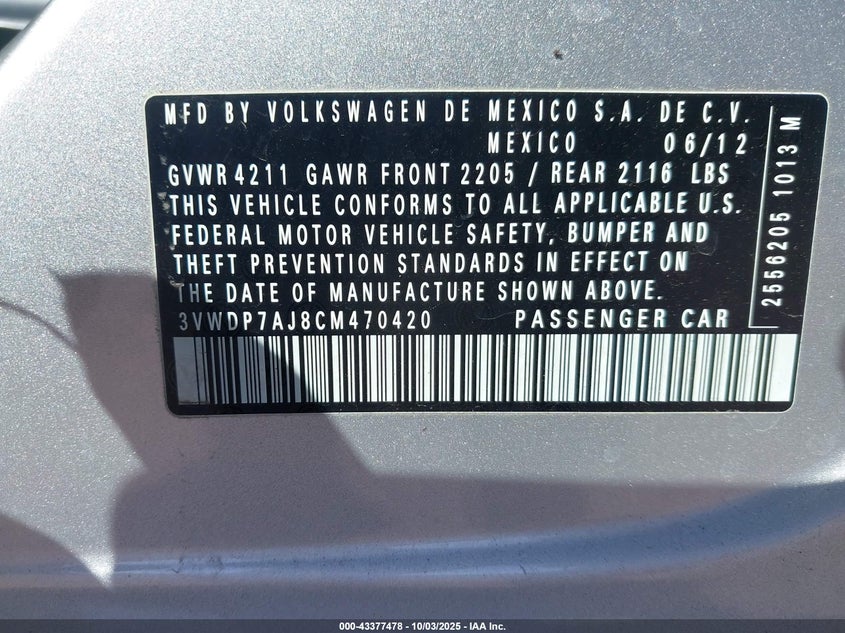 MFD BY VOLKSWAGEN DE MEXICO S.A. DE C.V.
MEXICO 06/12
GVWR 4211 GAWR FRONT 2205 / REAR 2116 LBS
THIS VEHICLE CONFORMS TO ALL APPLICABLE U.S.
FEDERAL MOTOR VEHICLE SAFETY, BUMPER AND
THEFT PREVENTION STANDARDS IN EFFECT ON
THE DATE OF MANUFACTURE SHOWN ABOVE.
3VWDP7AJ8CM470420 PASSENGER CAR
2556205 1013 M
000-43377478 - 10/03/2025 - IAA Inc.